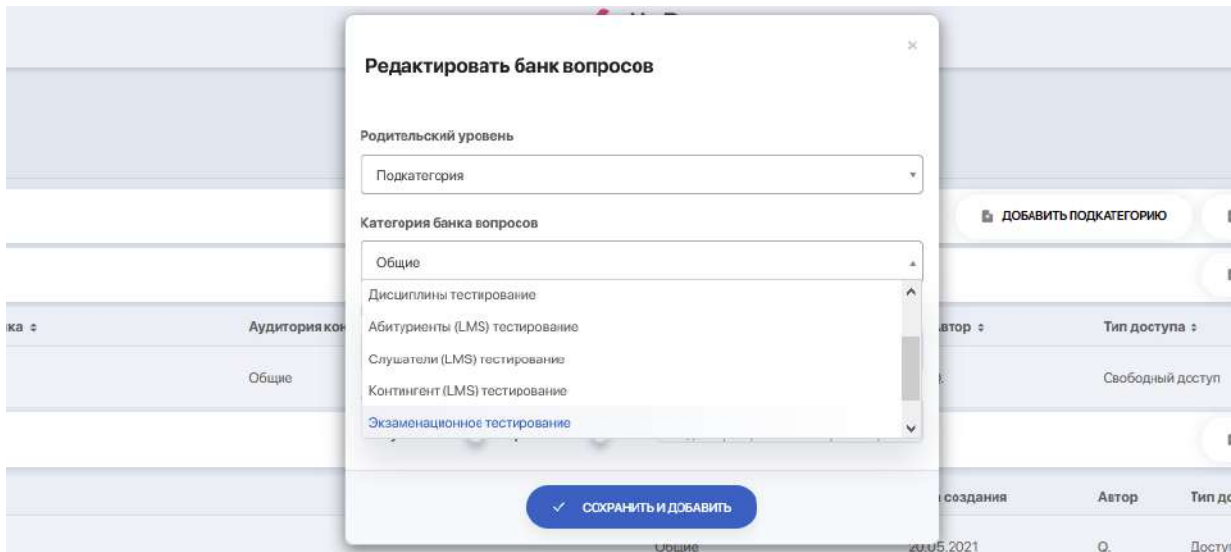 ×
Редактировать банк вопросов
Родительский уровень
Подкатегория
ДОБАВИТЬ ПОДКАТЕГОРИЮ
Категория банка вопросов
Общие
Дисциплины тестирование
Абитуриенты (LMS) тестирование
Слушатели (LMS) тестирование
Контингент (LMS) тестирование
Экзаменационное тестирование
Аудитория
Тип доступа
Общие
Свободный доступ
СОХРАНИТЬ И ДОБАВИТЬ
создания Автор Тип
Общие 20.05.2021 Q.